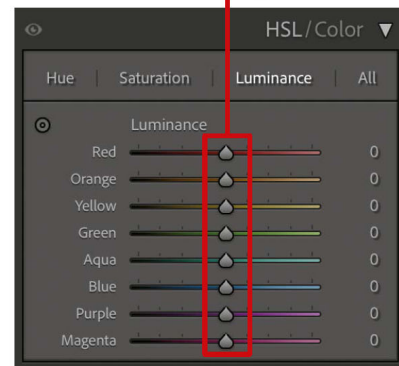 HSL / Color
Hue | Saturation | Luminance | All
Luminance
Red 0
Orange 0
Yellow 0
Green 0
Aqua 0
Blue 0
Purple 0
Magenta 0